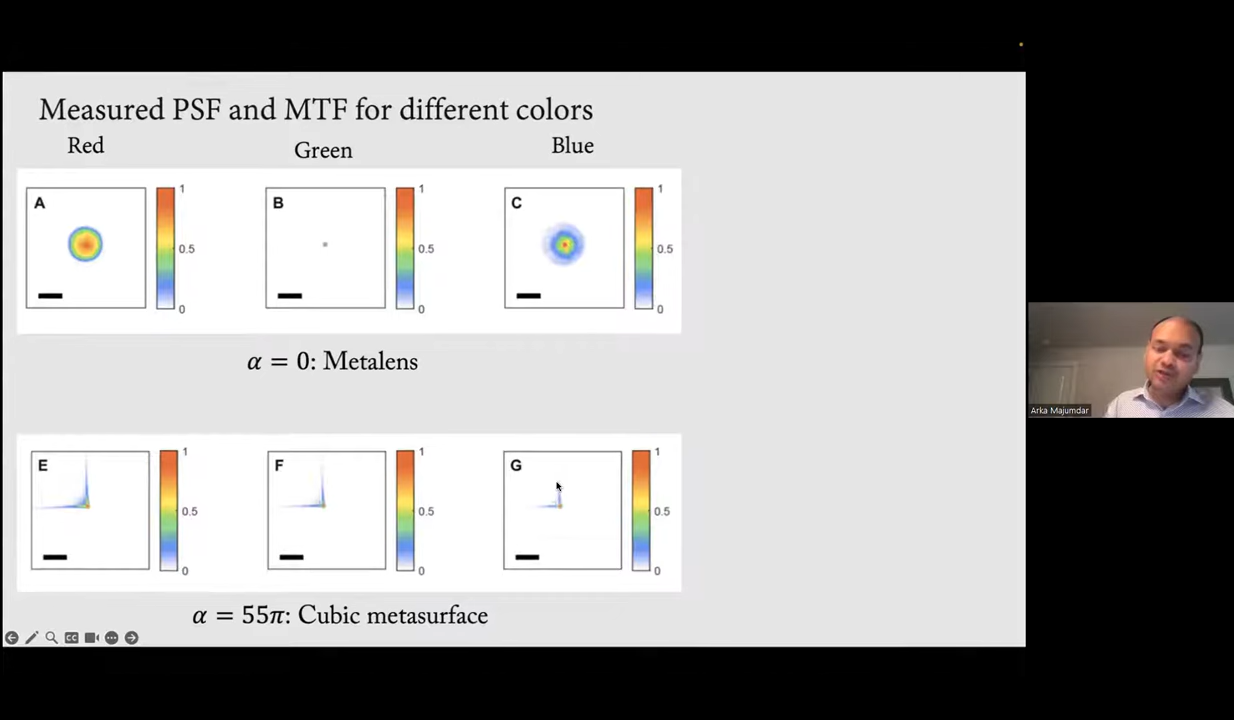 Measured PSF and MTF for different colors
Red Green Blue
A 1 0.5 0
B 1 0.5 0
C 1 0.5 0
α = 0: Metalens
E 1 0.5 0
F 1 0.5 0
G 1 0.5 0
α = 55π: Cubic metasurface
CC
Arka Majumdar